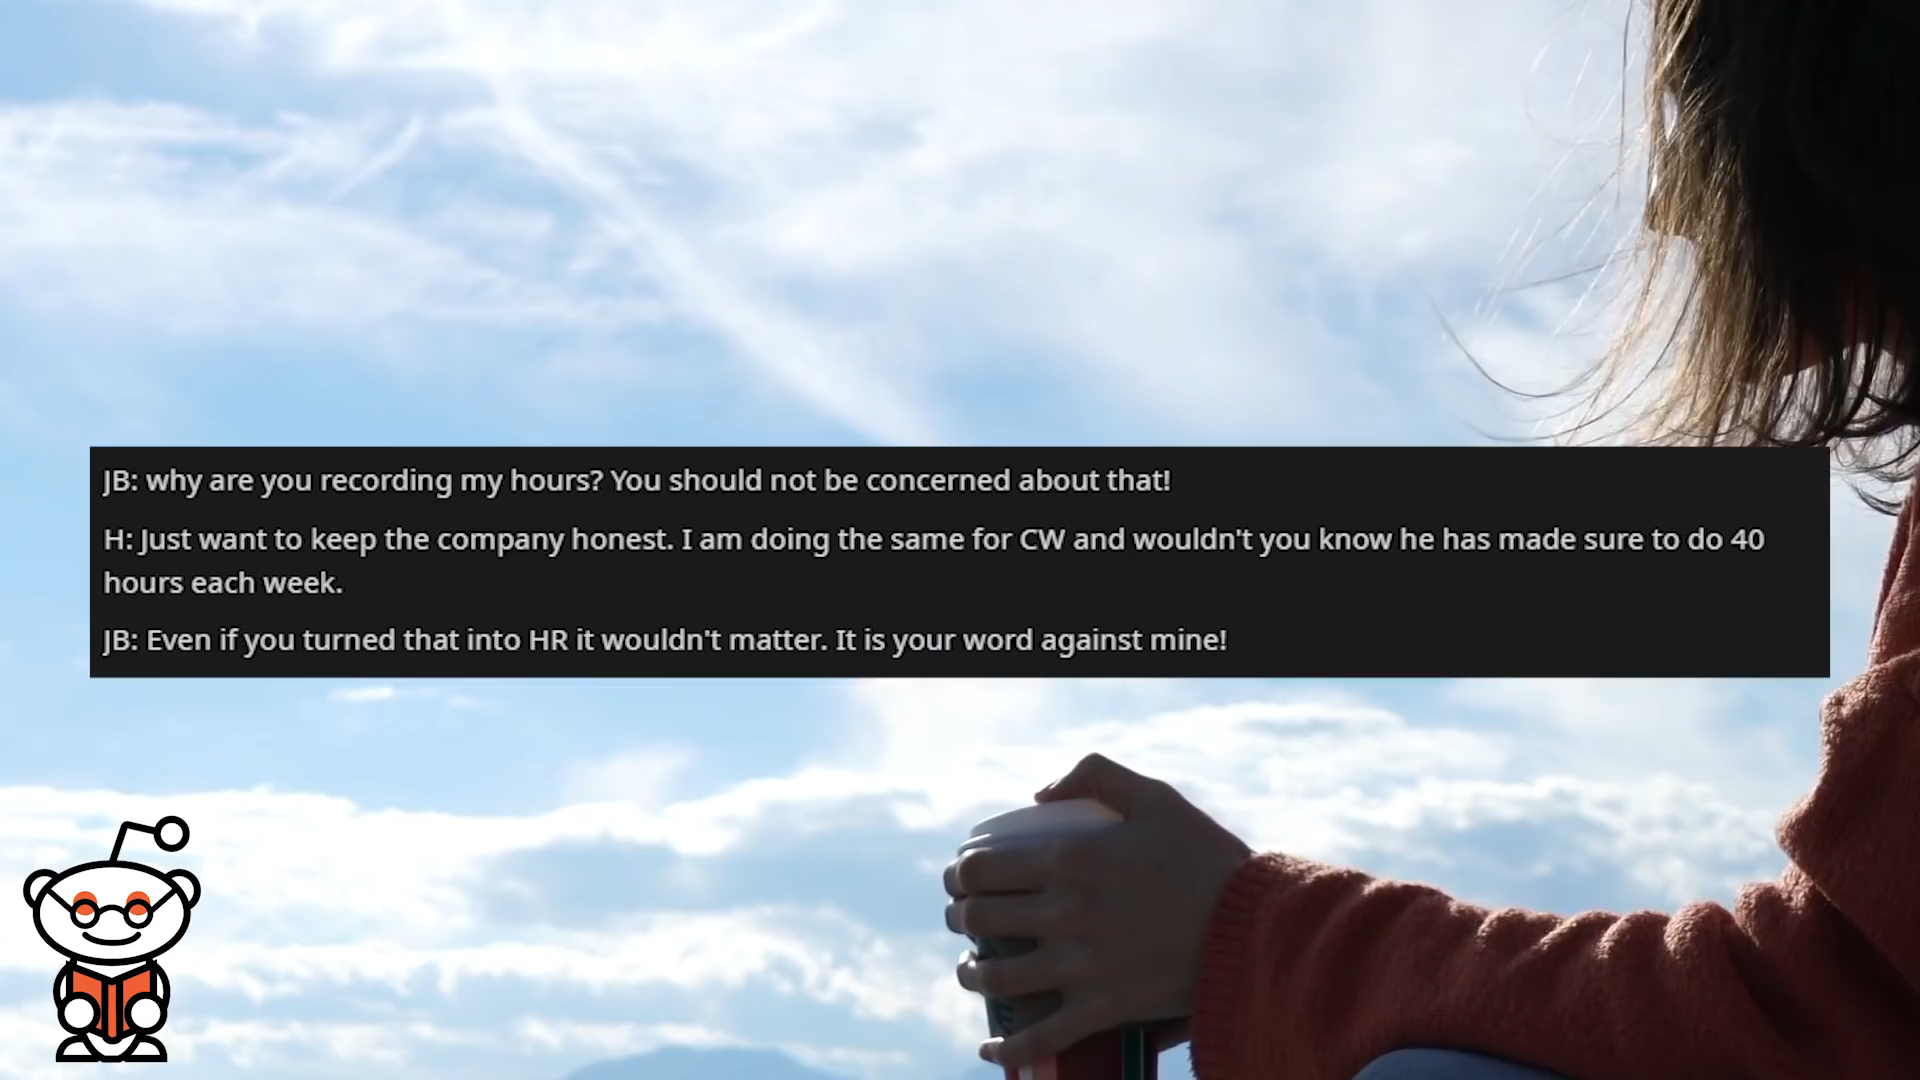 JB: why are you recording my hours? You should not be concerned about that!
H: Just want to keep the company honest. I am doing the same for CW and wouldn't you know he has made sure to do 40
hours each week.
JB: Even if you turned that into HR it wouldn't matter. It is your word against mine!